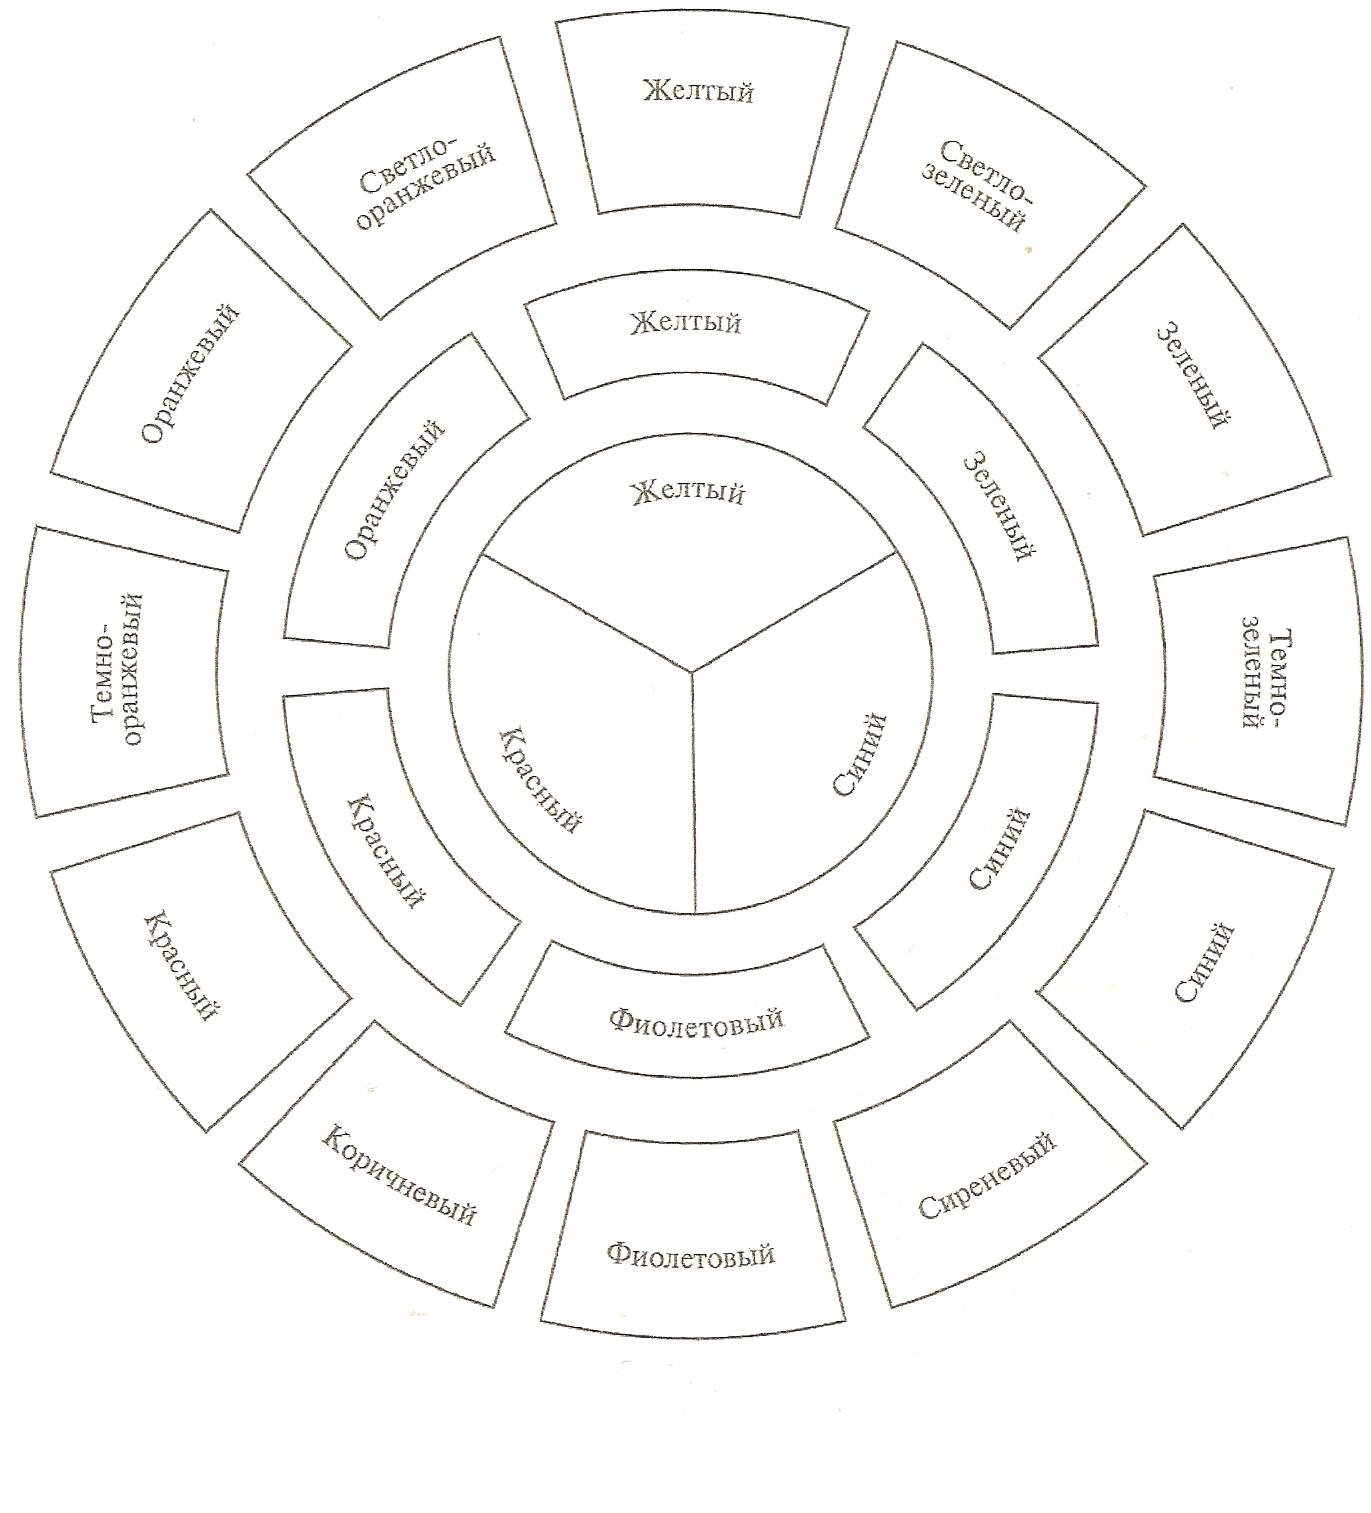 Желтый
Светло-
зеленый
Зеленый
Темно-
зеленый
Синий
Сиреневый
Фиолетовый
Коричневый
Красный
Темно-
оранжевый
Оранжевый
Светло-
оранжевый
Желтый
Зеленый
Синий
Фиолетовый
Красный
Оранжевый
Желтый
Синий
Красный